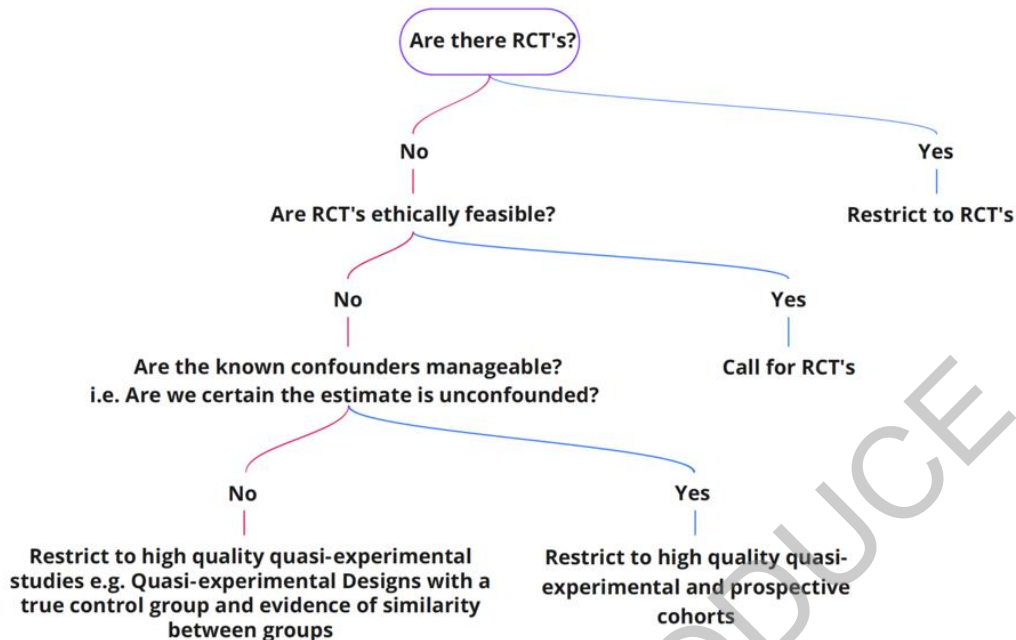 Are there RCT's?
No
Yes
Are RCT's ethically feasible?
Restrict to RCT's
No
Yes
Are the known confounders manageable?
i.e. Are we certain the estimate is unconfounded?
Call for RCT's
No
Yes
Restrict to high quality quasi-experimental
studies e.g. Quasi-experimental Designs with a
true control group and evidence of similarity
between groups
Restrict to high quality quasi-
experimental and prospective
cohorts
ODUCE